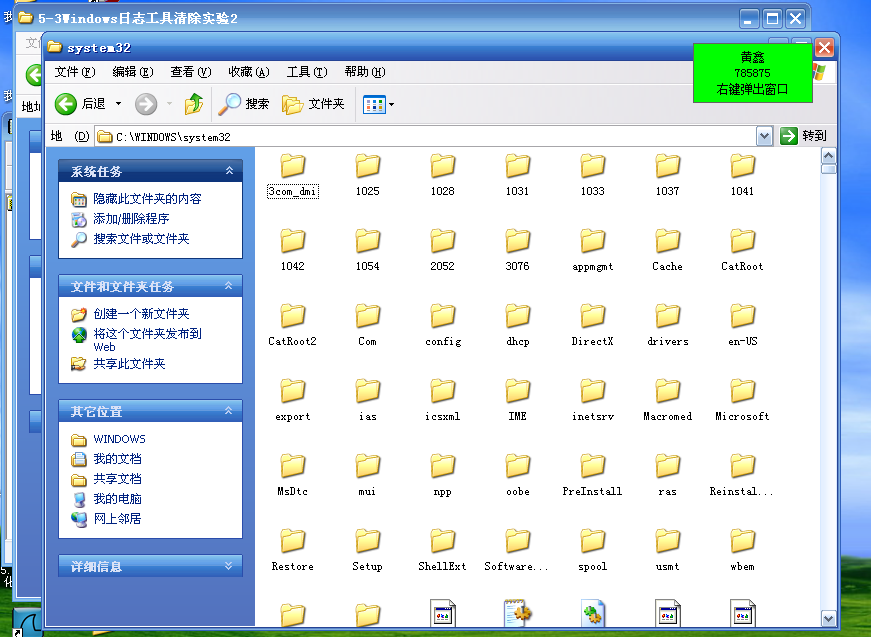 5-3Windows日志工具清除实验2
system32
黄鑫
785875
右键弹出窗口
文件(F) 编辑(E) 查看(V) 收藏(A) 工具(T) 帮助(H)
后退 搜索 文件夹
地 (D) C:\WINDOWS\system32 转到
系统任务
隐藏此文件夹的内容
添加/删除程序
搜索文件或文件夹
文件和文件夹任务
创建一个新文件夹
将这个文件夹发布到
Web
共享此文件夹
其它位置
WINDOWS
我的文档
共享文档
我的电脑
网上邻居
详细信息
3com_dmi 1025 1028 1031 1033 1037 1041
1042 1054 2052 3076 appmgmt Cache CatRoot
CatRoot2 Com config dhcp DirectX drivers en-US
export ias icsxml IME inetsrv Macromed Microsoft
MsDtc mui npp oobe PreInstall ras Reinstal...
Restore Setup ShellExt Software... spool usmt wbem